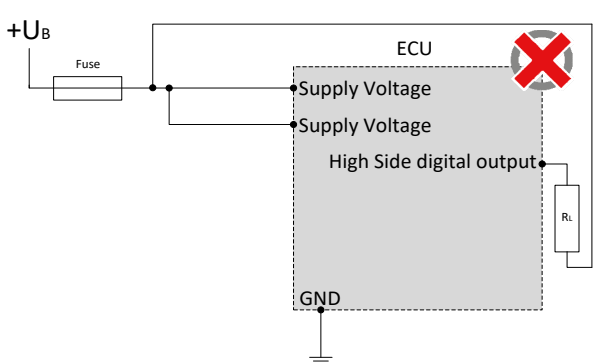 +UB
Fuse
ECU
Supply Voltage
Supply Voltage
High Side digital output
RL
GND